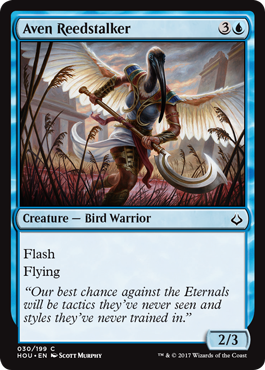 Aven Reedstalker 3
Creature — Bird Warrior
Flash
Flying
“Our best chance against the Eternals
will be tactics they’ve never seen and
styles they’ve never trained in.”
2/3
030/199 C
HOU • EN SCOTT MURPHY ™ & © 2017 Wizards of the Coast